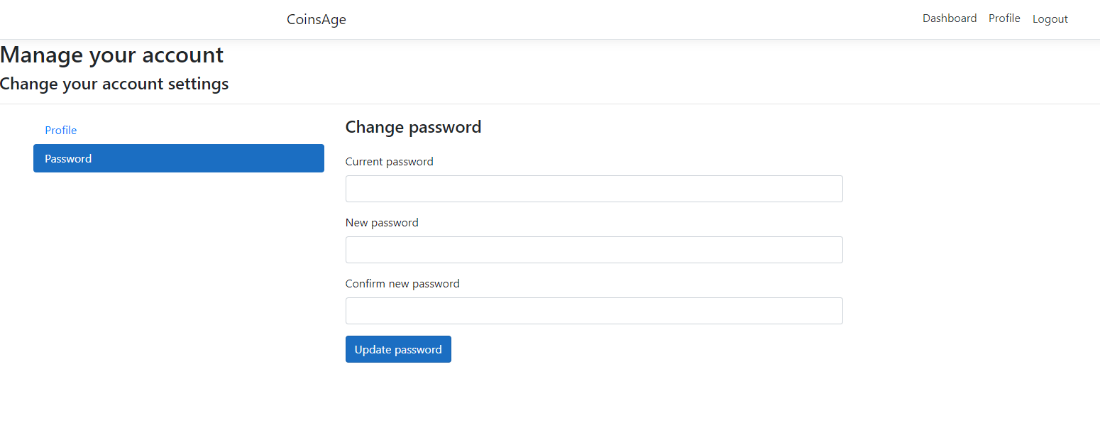 CoinsAge
Dashboard Profile Logout
Manage your account
Change your account settings
Profile
Password
Change password
Current password
New password
Confirm new password
Update password